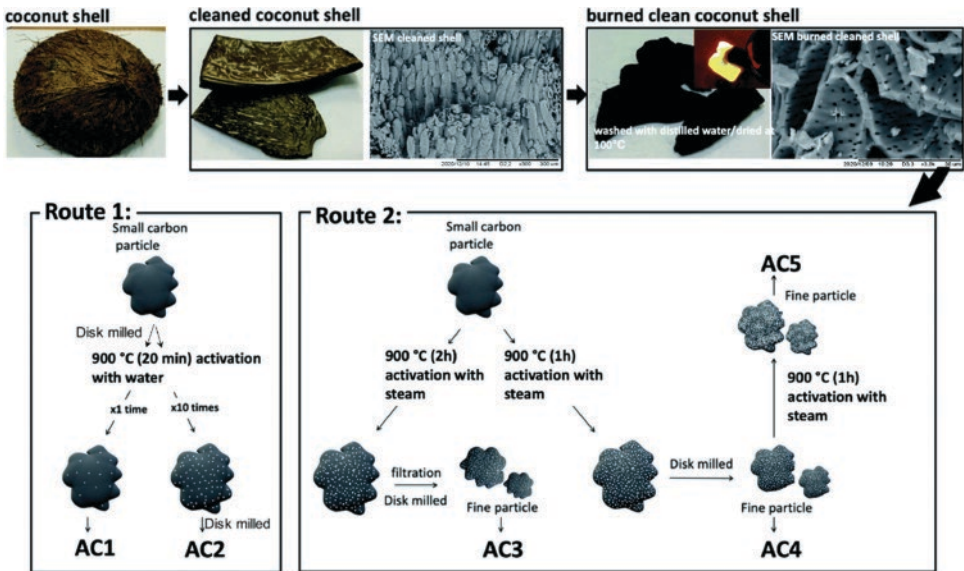 coconut shell
cleaned coconut shell
burned clean coconut shell
SEM cleaned shell
SEM burned cleaned shell
washed with distilled water/dried at
100°C
Route 1:
Small carbon
particle
Disk milled
900 °C (20 min) activation
with water
x1 time
x10 times
Disk milled
AC1
AC2
Route 2:
Small carbon
particle
900 °C (2h)
activation with
steam
900 °C (1h)
activation with
steam
filtration
Disk milled
Fine particle
AC3
Disk milled
Fine particle
AC4
900 °C (1h)
activation with
steam
Fine particle
AC5